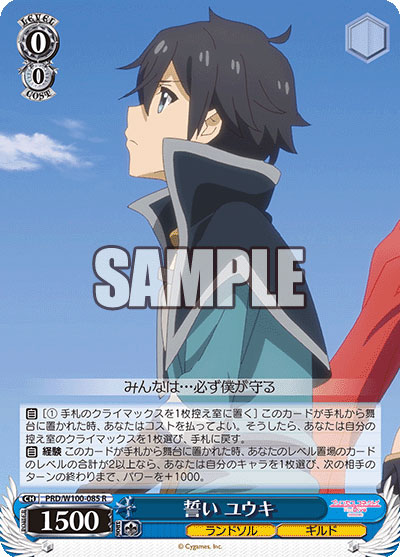 LEVEL
0
0
COST
SAMPLE
みんなは…必ず僕が守る
自 [① 手札のクライマックスを1枚控え室に置く] このカードが手札から舞
台に置かれた時、あなたはコストを払ってよい。そうしたら、あなたは自分の
控え室のクライマックスを1枚選び、手札に戻す。
自 経験 このカードが手札から舞台に置かれた時、あなたのレベル置場のカード
のレベルの合計が2以上なら、あなたは自分のキャラを1枚選び、次の相手の
ターンの終わりまで、パワーを+1000。
CH PRD/W100-085 R
1500
誓い ユウキ
ランドソル
ギルド
© Cygames, Inc.